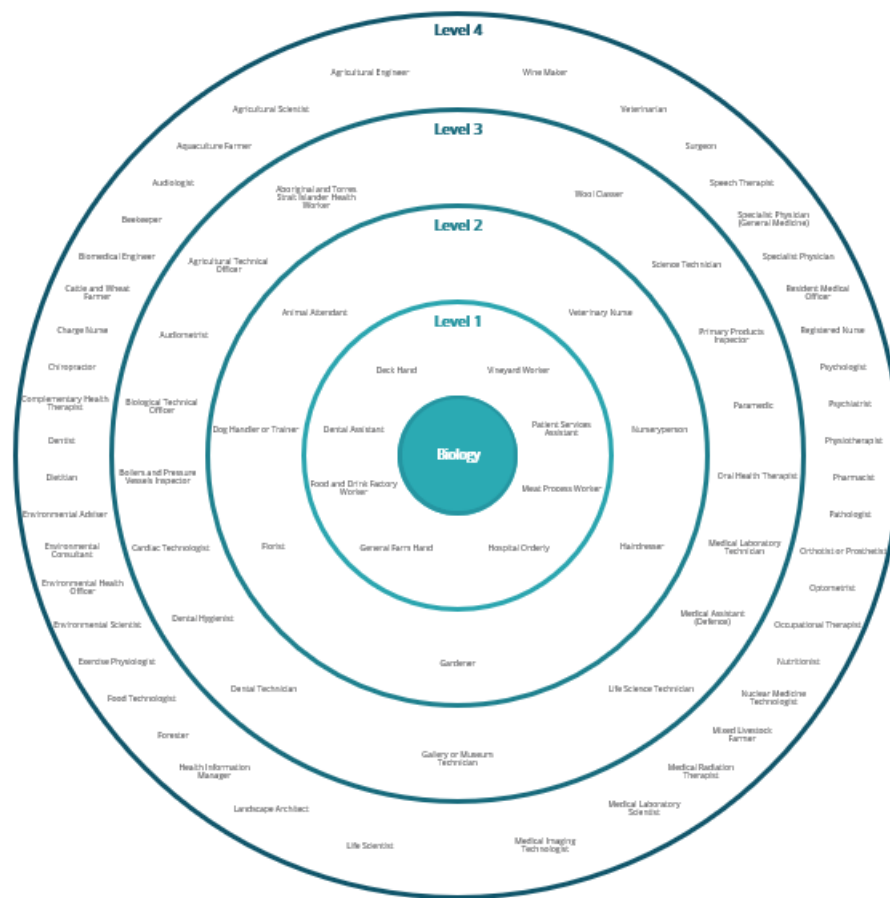 Level 4
Agricultural Engineer
Wine Maker
Agricultural Scientist
Veterinarian
Aquaculture Farmer
Surgeon
Audiologist
Speech Therapist
Beekeeper
Specialist Physician
(General Medicine)
Biomedical Engineer
Specialist Physician
Cattle and Wheat
Farmer
Resident Medical
Officer
Charge Nurse
Registered Nurse
Chiropractor
Psychologist
Complementary Health
Therapist
Psychiatrist
Dentist
Physiotherapist
Dietitian
Pharmacist
Environmental Adviser
Pathologist
Environmental
Consultant
Orthotist or Prosthetist
Environmental Health
Officer
Optometrist
Environmental Scientist
Occupational Therapist
Exercise Physiologist
Nutritionist
Food Technologist
Nuclear Medicine
Technologist
Forester
Mixed Livestock
Farmer
Health Information
Manager
Medical Radiation
Therapist
Landscape Architect
Medical Laboratory
Scientist
Life Scientist
Medical Imaging
Technologist
Level 3
Aboriginal and Torres
Strait Islander Health
Worker
Wool Classer
Agricultural Technical
Officer
Science Technician
Audiometrist
Primary Products
Inspector
Biological Technical
Officer
Paramedic
Boilers and Pressure
Vessels Inspector
Oral Health Therapist
Cardiac Technologist
Medical Laboratory
Technician
Dental Hygienist
Medical Assistant
(Defence)
Dental Technician
Life Science Technician
Gallery or Museum
Technician
Level 2
Animal Attendant
Veterinary Nurse
Dog Handler or Trainer
Nurseryperson
Florist
Hairdresser
Gardener
Level 1
Deck Hand
Vineyard Worker
Dental Assistant
Patient Services
Assistant
Food and Drink Factory
Worker
Meat Process Worker
General Farm Hand
Hospital Orderly
Biology